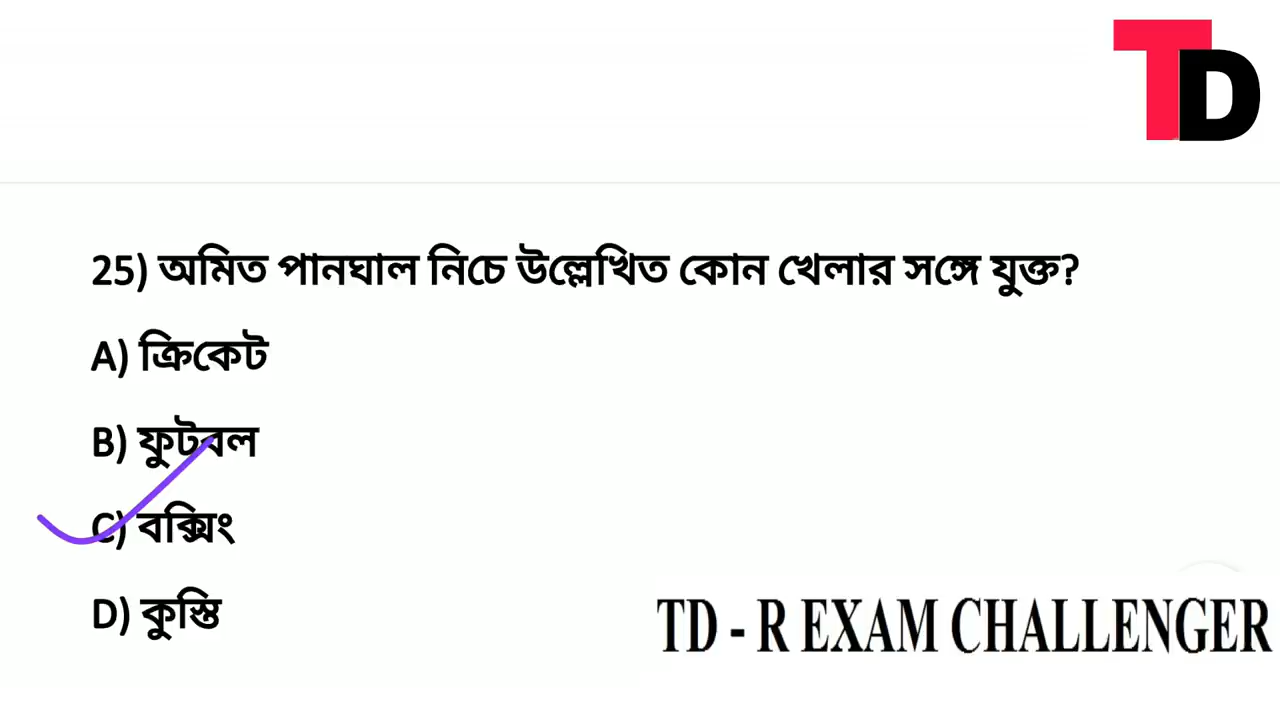 TD
25) অমিত পানঘাল নিচে উল্লেখিত কোন খেলার সঙ্গে যুক্ত?
A) ক্রিকেট
B) ফুটবল
C) বক্সিং
D) কুস্তি
TD - R EXAM CHALLENGER